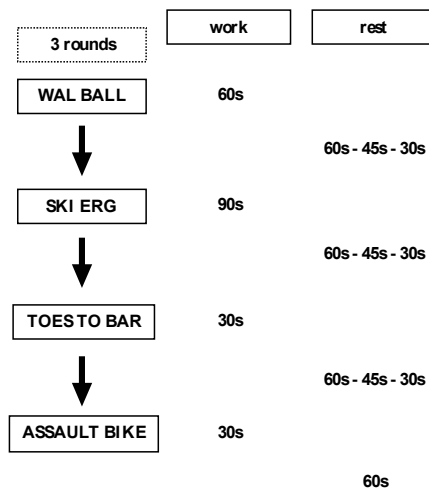 work rest
3 rounds
WAL BALL 60s
60s - 45s - 30s
SKI ERG 90s
60s - 45s - 30s
TOES TO BAR 30s
60s - 45s - 30s
ASSAULT BIKE 30s
60s